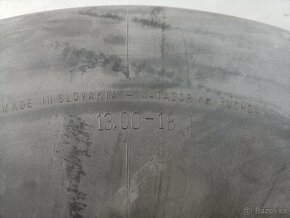 MADE IN SLOVAKIA - MATADOR a.s. PÚCHOV
13,00-18
Bazos.sk